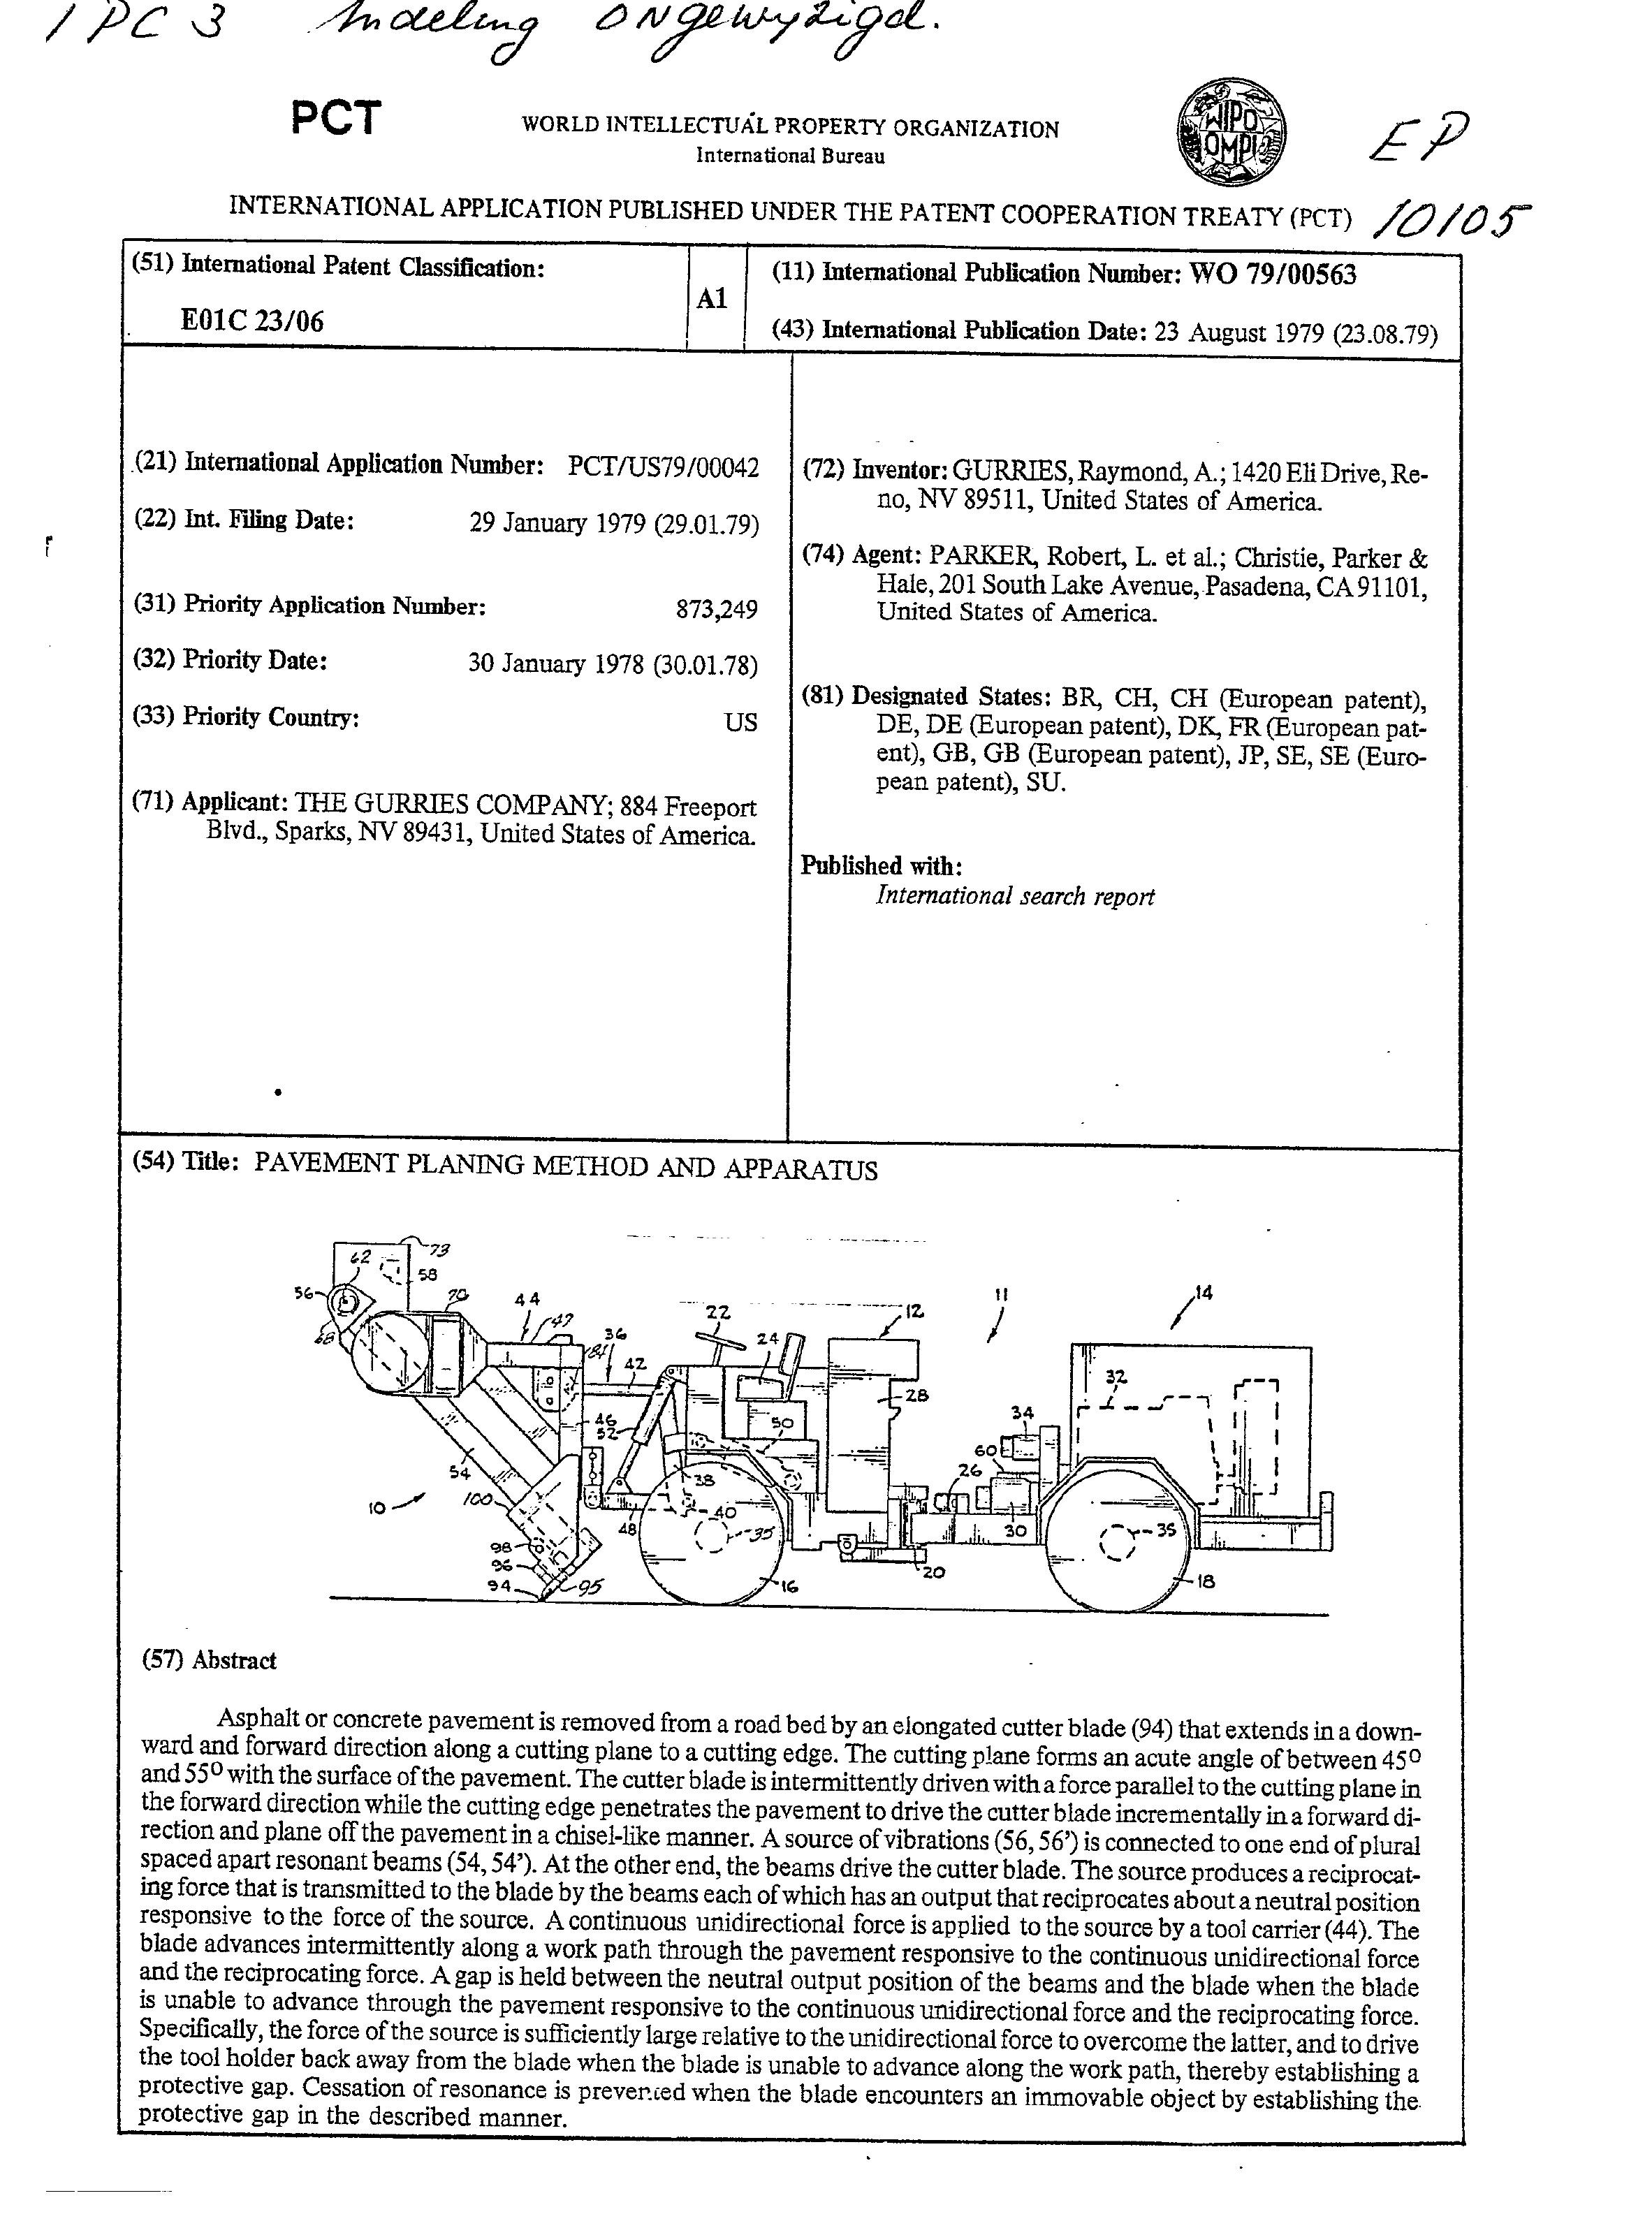 IPC 3 Indeling ongewyzigd.
PCT
WORLD INTELLECTUAL PROPERTY ORGANIZATION
International Bureau
WIPO
OMPI
EP
INTERNATIONAL APPLICATION PUBLISHED UNDER THE PATENT COOPERATION TREATY (PCT)
10105
(51) International Patent Classification:
E01C 23/06
A1
(11) International Publication Number: WO 79/00563
(43) International Publication Date: 23 August 1979 (23.08.79)
(21) International Application Number: PCT/US79/00042
(22) Int. Filing Date: 29 January 1979 (29.01.79)
(31) Priority Application Number: 873,249
(32) Priority Date: 30 January 1978 (30.01.78)
(33) Priority Country: US
(71) Applicant: THE GURRIES COMPANY; 884 Freeport
Blvd., Sparks, NV 89431, United States of America.
(72) Inventor: GURRIES, Raymond, A.; 1420 Eli Drive, Re-
no, NV 89511, United States of America.
(74) Agent: PARKER, Robert, L. et al.; Christie, Parker &
Hale, 201 South Lake Avenue, Pasadena, CA 91101,
United States of America.
(81) Designated States: BR, CH, CH (European patent),
DE, DE (European patent), DK, FR (European pat-
ent), GB, GB (European patent), JP, SE, SE (Euro-
pean patent), SU.
Published with:
International search report
(54) Title: PAVEMENT PLANING METHOD AND APPARATUS
73
62
58
56
70
44
47
68
36
184
42
22
24
12
11
14
32
28
34
46
52
50
60
54
26
38
100
10
40
48
35
30
35
98
96
94
95
16
20
18
(57) Abstract
Asphalt or concrete pavement is removed from a road bed by an elongated cutter blade (94) that extends in a down-
ward and forward direction along a cutting plane to a cutting edge. The cutting plane forms an acute angle of between 45º
and 55º with the surface of the pavement. The cutter blade is intermittently driven with a force parallel to the cutting plane in
the forward direction while the cutting edge penetrates the pavement to drive the cutter blade incrementally in a forward di-
rection and plane off the pavement in a chisel-like manner. A source of vibrations (56, 56’) is connected to one end of plural
spaced apart resonant beams (54, 54’). At the other end, the beams drive the cutter blade. The source produces a reciprocat-
ing force that is transmitted to the blade by the beams each of which has an output that reciprocates about a neutral position
responsive to the force of the source. A continuous unidirectional force is applied to the source by a tool carrier (44). The
blade advances intermittently along a work path through the pavement responsive to the continuous unidirectional force
and the reciprocating force. A gap is held between the neutral output position of the beams and the blade when the blade
is unable to advance through the pavement responsive to the continuous unidirectional force and the reciprocating force.
Specifically, the force of the source is sufficiently large relative to the unidirectional force to overcome the latter, and to drive
the tool holder back away from the blade when the blade is unable to advance along the work path, thereby establishing a
protective gap. Cessation of resonance is prevented when the blade encounters an immovable object by establishing the
protective gap in the described manner.